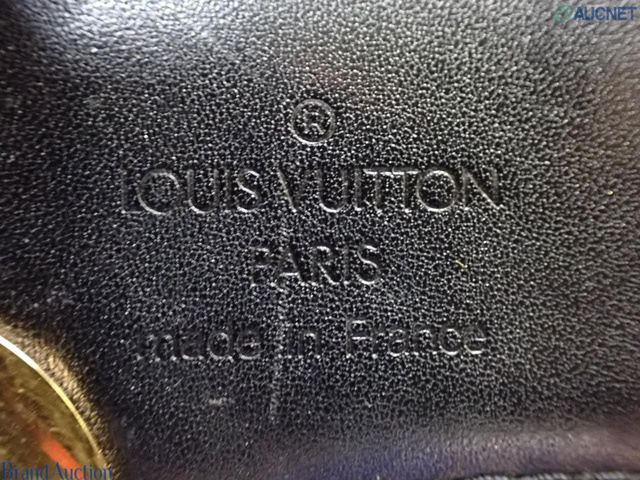 AUCNET
®
LOUIS VUITTON
PARIS
made in France
Brand Auction